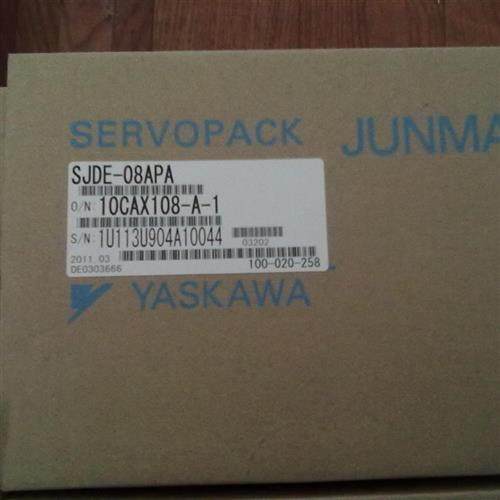 SERVOPACK JUNMA
SJDE-08APA
O/N: 10CAX108-A-1
S/N: 1U113U904A10044
03202
2011 03
DE0303666
100-020-258
YASKAWA